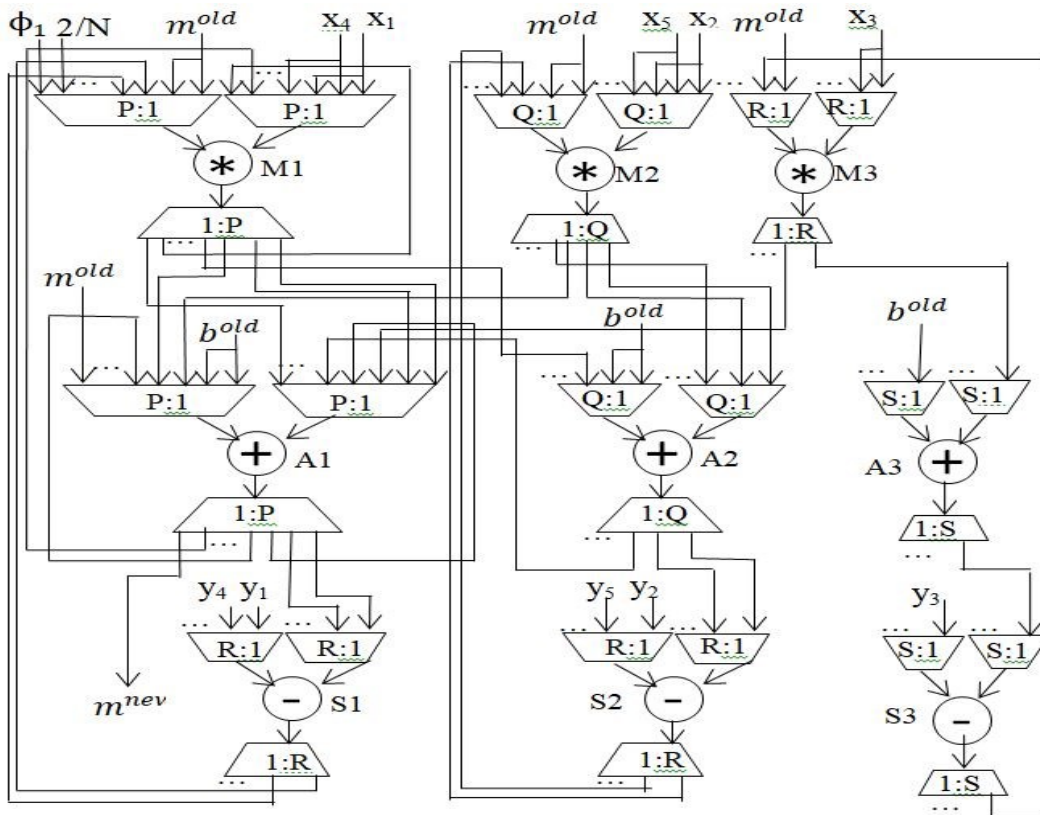 ϕ₁ 2/N m^old x₄ x₁ m^old x₅ x₂ m^old x₃
... ... ... ... ... ...
P:1 P:1 Q:1 Q:1 R:1 R:1
* M1 * M2 * M3
1:P 1:Q 1:R
... ... ...
m^old b^old b^old b^old
... ... ... ... ... ...
P:1 P:1 Q:1 Q:1 S:1 S:1
+ A1 + A2 A3 +
1:P 1:Q 1:S
... ... ...
y₄ y₁ y₅ y₂ y₃
... ... ... ... ... ...
R:1 R:1 R:1 R:1 S:1 S:1
m^nev - S1 S2 - S3 -
1:R 1:R 1:S
... ... ...